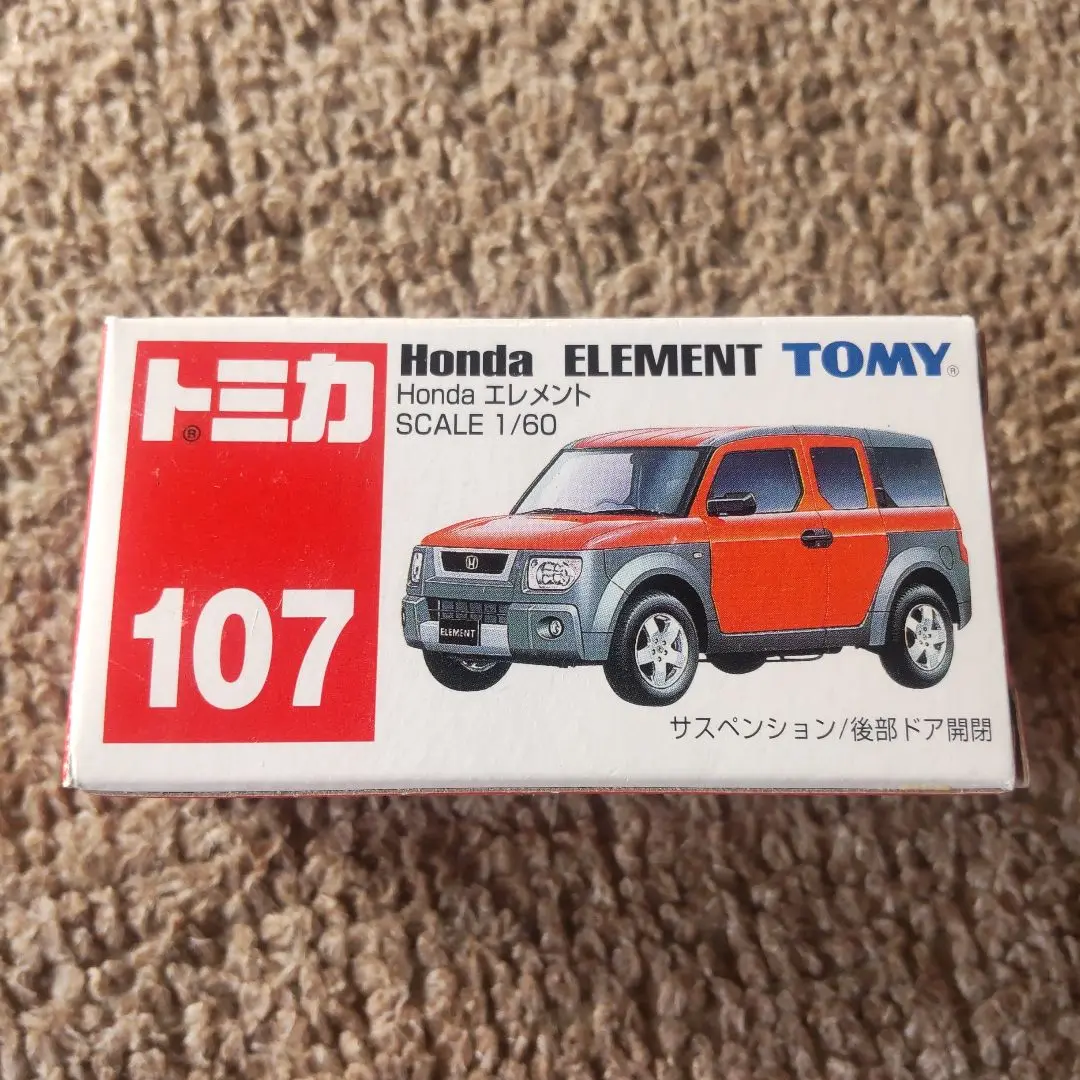 トミカ®
107
Honda ELEMENT TOMY®
Honda エレメント
SCALE 1/60
ELEMENT
サスペンション/後部ドア開閉